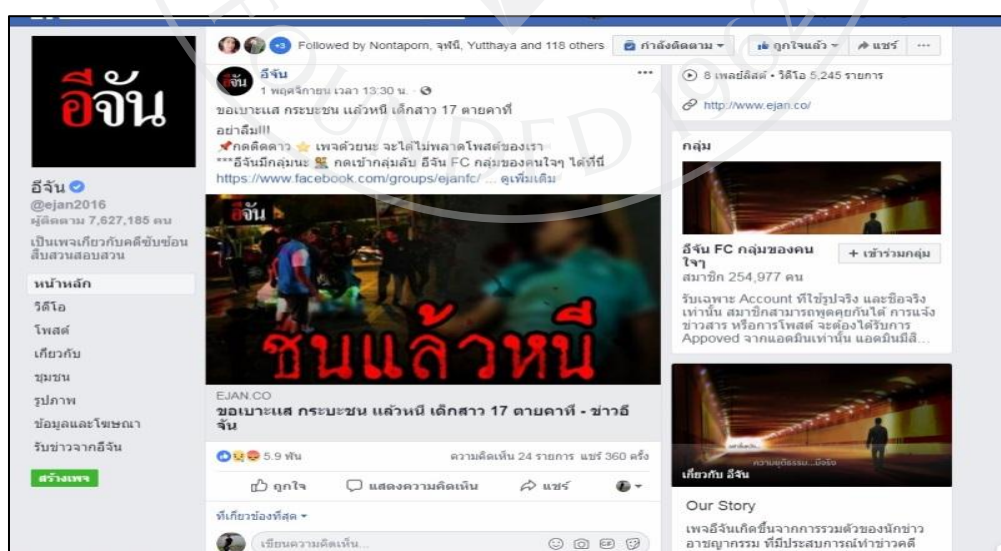 FOUNDED 1962
อีจัน
อีจัน
@ejan2016
ผู้ติดตาม 7,627,185 คน
เป็นเพจเกี่ยวกับคดีซับซ้อน
สืบสวนสอบสวน
หน้าหลัก
วิดีโอ
โพสต์
เกี่ยวกับ
ชุมชน
รูปภาพ
ข้อมูลและโฆษณา
รับข่าวจากอีจัน
สร้างเพจ
+3 Followed by Nontaporn, จุฬนี, Yutthaya and 118 others
กำลังติดตาม
ถูกใจแล้ว
แชร์
อีจัน
1 พฤศจิกายน เวลา 13:30 น.
ขอเบาะแส กระบะชน แล้วหนี เด็กสาว 17 ตายคาที่
อย่าลืม!!!
📌กดติดดาว ⭐ เพจด้วยนะ จะได้ไม่พลาดโพสต์ของเรา
***อีจันมีกลุ่มนะ กดเข้ากลุ่มลับ อีจัน FC กลุ่มของคนใจๆ ได้ที่นี่
https://www.facebook.com/groups/ejanfc/ ... ดูเพิ่มเติม
อีจัน
ชนแล้วหนี
EJAN.CO
ขอเบาะแส กระบะชน แล้วหนี เด็กสาว 17 ตายคาที่ - ข่าวอี
จัน
5.9 พัน
ความคิดเห็น 24 รายการ แชร์ 360 ครั้ง
ถูกใจ
แสดงความคิดเห็น
แชร์
ที่เกี่ยวข้องที่สุด
เขียนความคิดเห็น...
8 เพลย์ลิสต์ • วิดีโอ 5,245 รายการ
http://www.ejan.co/
กลุ่ม
อีจัน FC กลุ่มของคน
ใจๆ
+ เข้าร่วมกลุ่ม
สมาชิก 254,977 คน
รับเฉพาะ Account ที่ใช้รูปจริง และชื่อจริง
เท่านั้น สมาชิกสามารถพูดคุยกันได้ การแจ้ง
ข่าวสาร หรือการโพสต์ จะต้องได้รับการ
Appoved จากแอดมินเท่านั้น แอดมินมีสิ...
ความยุติธรรม...มีจริง
เกี่ยวกับ อีจัน
Our Story
เพจอีจันเกิดขึ้นจากการรวมตัวของนักข่าว
อาชญากรรม ที่มีประสบการณ์ทำข่าวคดี